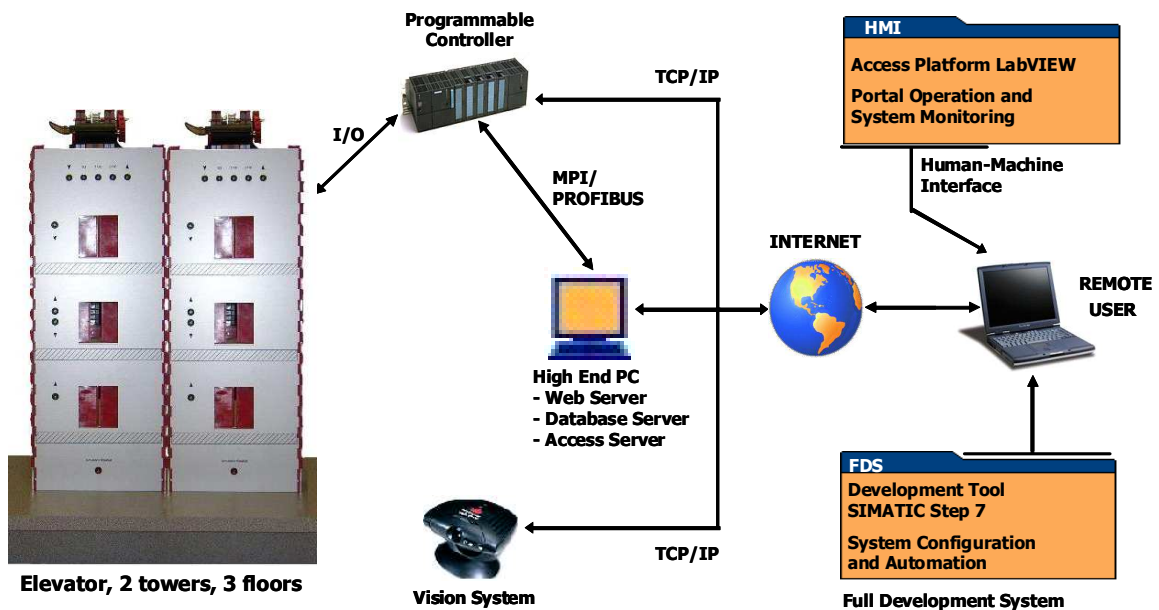 Programmable
Controller
TCP/IP
I/O
MPI/
PROFIBUS
HMI
Access Platform LabVIEW
Portal Operation and
System Monitoring
Human-Machine
Interface
INTERNET
REMOTE
USER
High End PC
- Web Server
- Database Server
- Access Server
FDS
Development Tool
SIMATIC Step 7
System Configuration
and Automation
Full Development System
TCP/IP
Vision System
Elevator, 2 towers, 3 floors